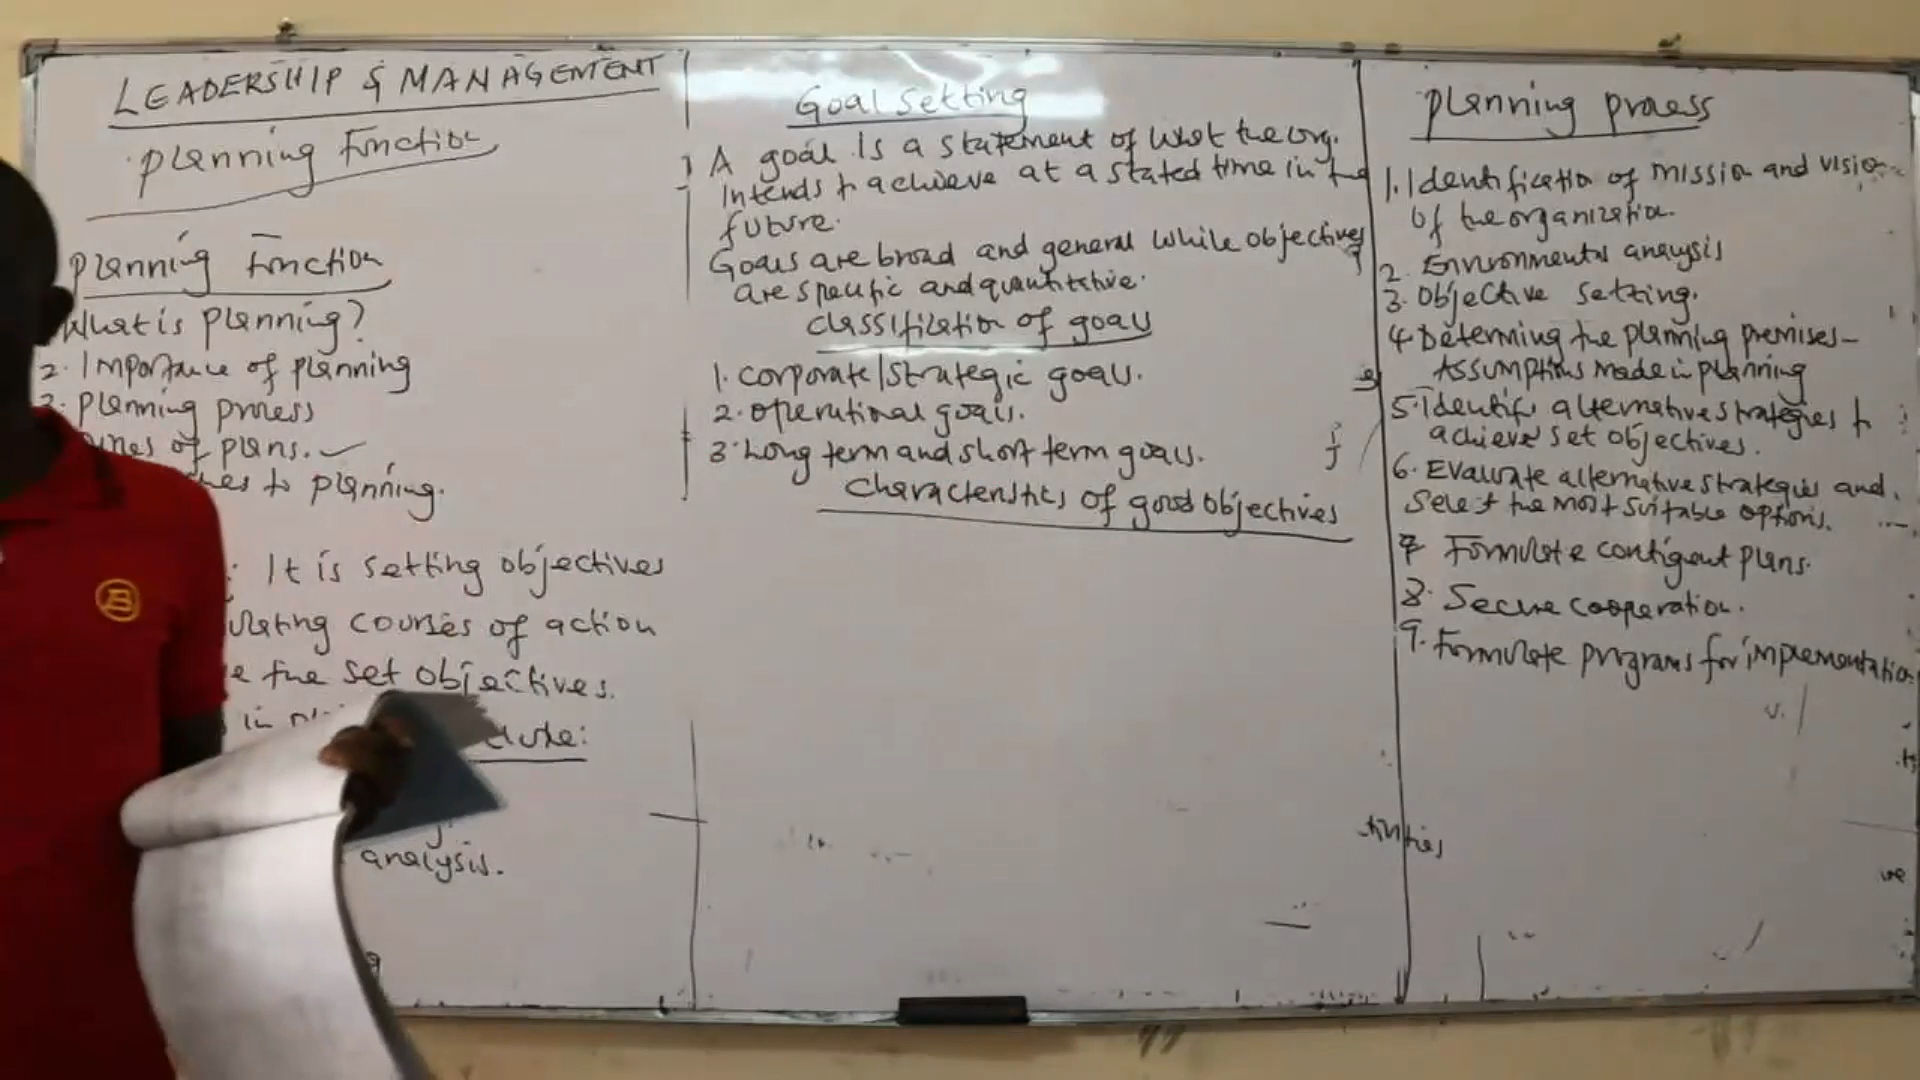 LEADERSHIP & MANAGEMENT
planning Function
planning Function
What is planning?
2. Importance of planning
3. planning process
of plans.
to planning.
: It is setting objectives
courses of action
the set objectives.
in
analysis.
Goal Setting
A goal is a statement of what the org.
Intends to achieve at a stated time in the
future.
Goals are broad and general while objectives
are specific and quantitative.
classification of goals
1. corporate/strategic goals.
2. operational goals.
3. Long term and short term goals.
characteristics of good objectives
planning process
1. Identification of mission and vision
of the organization.
2. Environmental analysis
3. Objective setting.
4. Determing the planning premises-
Assumptions made in planning
5. Identify alternative strategies to
achieve set objectives.
6. Evaluate alternative strategies and
select the most suitable options.
7 Formulate contigent plans.
8. Secure cooperation.
9. Formulate programs for implementation